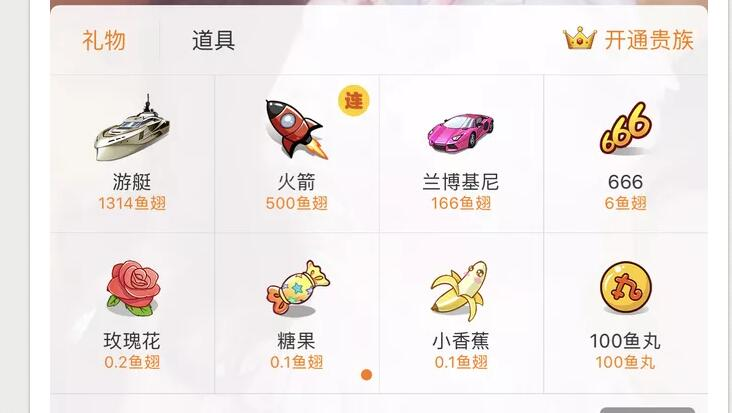 礼物 道具 开通贵族
连
游艇 火箭 兰博基尼 666
1314鱼翅 500鱼翅 166鱼翅 6鱼翅
玫瑰花 糖果 小香蕉 100鱼丸
0.2鱼翅 0.1鱼翅 0.1鱼翅 100鱼丸
666
丸